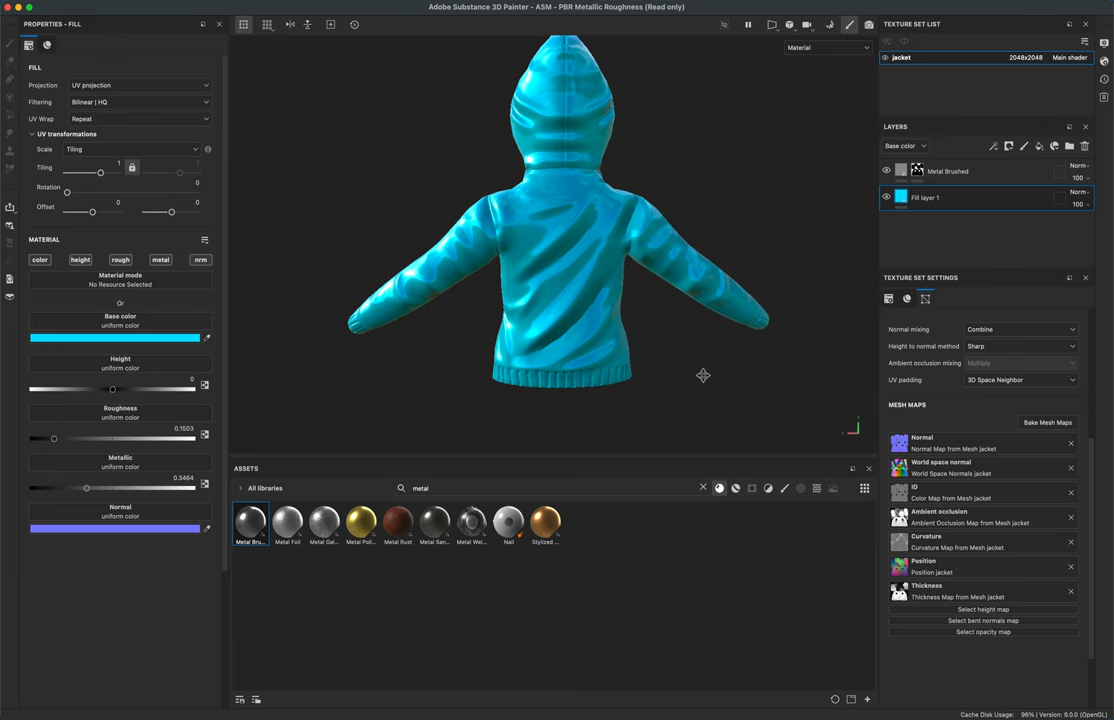 Adobe Substance 3D Painter - ASM - PBR Metallic Roughness (Read only)
PROPERTIES - FILL
FILL
Projection
UV projection
Filtering
Bilinear | HQ
UV Wrap
Repeat
UV transformations
Scale
Tiling
Tiling
1
1
Rotation
0
Offset
0
0
MATERIAL
color
height
rough
metal
nrm
Material mode
No Resource Selected
Or
Base color
uniform color
Height
uniform color
0
Roughness
uniform color
0.1503
Metallic
uniform color
0.3464
Normal
uniform color
Material
ASSETS
All libraries
metal
Metal Bru...
Metal Foil
Metal Gal...
Metal Poli...
Metal Rust
Metal San...
Metal Wel...
Nail
Stylized ...
TEXTURE SET LIST
jacket
2048x2048
Main shader
LAYERS
Base color
Metal Brushed
Norm
100
Fill layer 1
Norm
100
TEXTURE SET SETTINGS
Normal mixing
Combine
Height to normal method
Sharp
Ambient occlusion mixing
Multiply
UV padding
3D Space Neighbor
MESH MAPS
Bake Mesh Maps
Normal
Normal Map from Mesh jacket
World space normal
World Space Normals jacket
ID
Color Map from Mesh jacket
Ambient occlusion
Ambient Occlusion Map from Mesh jacket
Curvature
Curvature Map from Mesh jacket
Position
Position jacket
Thickness
Thickness Map from Mesh jacket
Select height map
Select bent normals map
Select opacity map
Cache Disk Usage: 96% | Version: 9.0.0 (OpenGL)